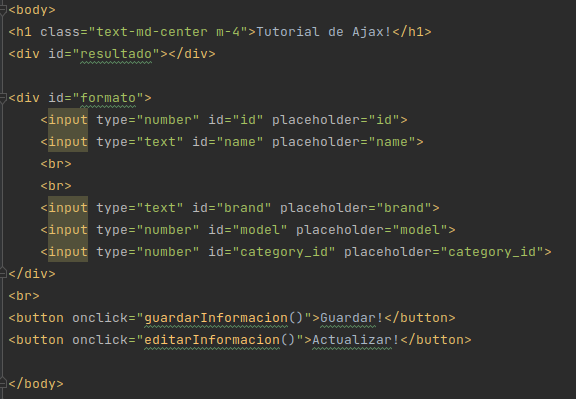 <body>
<h1 class="text-md-center m-4">Tutorial de Ajax!</h1>
<div id="resultado"></div>
<div id="formato">
<input type="number" id="id" placeholder="id">
<input type="text" id="name" placeholder="name">
<br>
<br>
<input type="text" id="brand" placeholder="brand">
<input type="number" id="model" placeholder="model">
<input type="number" id="category_id" placeholder="category_id">
</div>
<br>
<button onclick="guardarInformacion()">Guardar!</button>
<button onclick="editarInformacion()">Actualizar!</button>
</body>